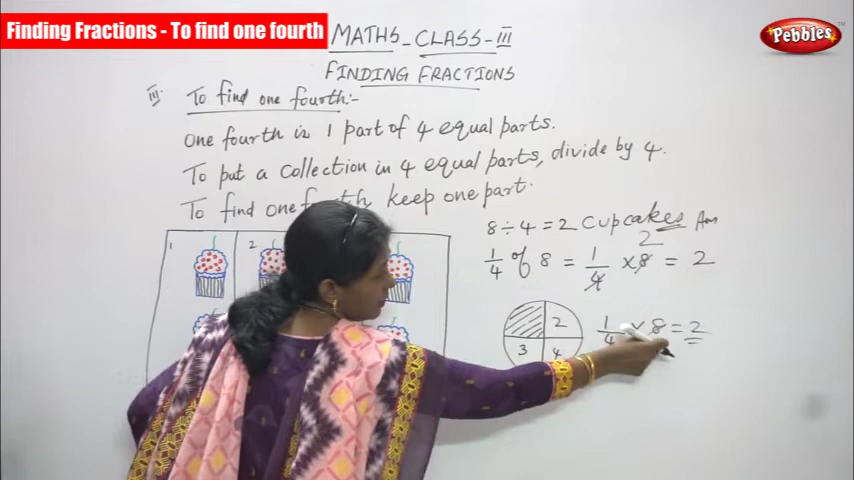 Finding Fractions - To find one fourth
Pebbles
MATHS_CLASS-III
FINDING FRACTIONS
iii To find one fourth:-
One fourth is 1 part of 4 equal parts.
To put a Collection in 4 equal parts, divide by 4.
To find one fourth keep one part.
1 2
8 ÷ 4 = 2 Cupcakes Ans
1/4 of 8 = 1/4 × 8 = 2
2
2
3 4
1/4 × 8 = 2